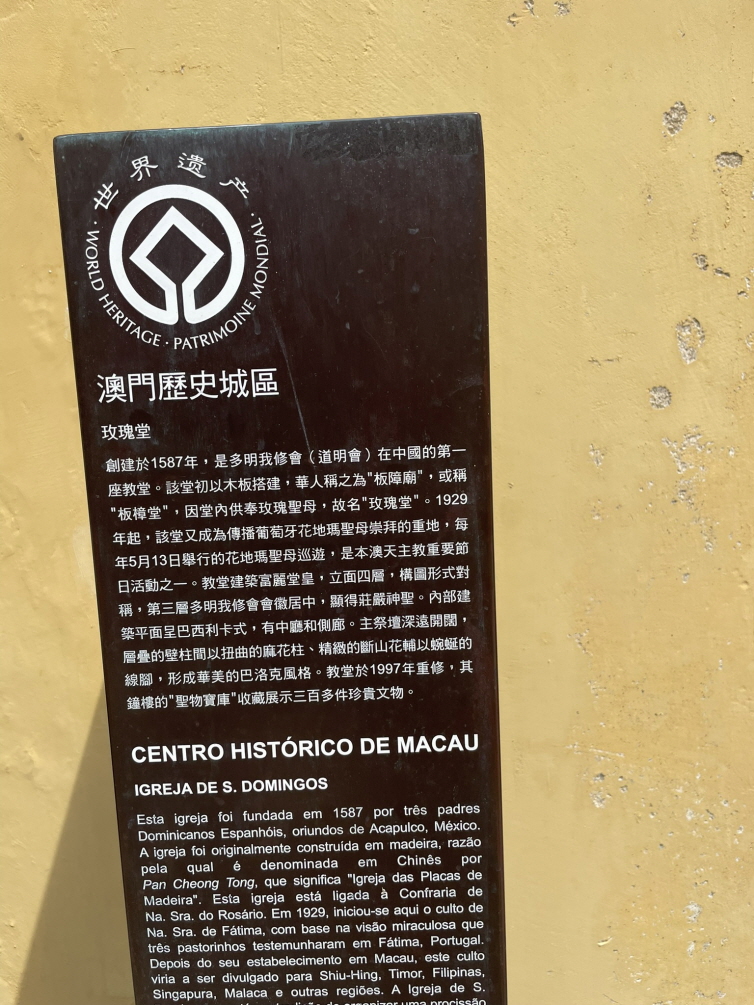 世界遗产
· WORLD HERITAGE · PATRIMOINE MONDIAL ·
澳門歷史城區
玫瑰堂
創建於1587年，是多明我修會（道明會）在中國的第一
座教堂。該堂初以木板搭建，華人稱之為"板障廟"，或稱
"板樟堂"，因堂內供奉玫瑰聖母，故名"玫瑰堂"。1929
年起，該堂又成為傳播葡萄牙花地瑪聖母崇拜的重地，每
年5月13日舉行的花地瑪聖母巡遊，是本澳天主教重要節
日活動之一。教堂建築富麗堂皇，立面四層，構圖形式對
稱，第三層多明我修會會徽居中，顯得莊嚴神聖。內部建
築平面呈巴西利卡式，有中廳和側廊。主祭壇深遠開闊，
層疊的壁柱間以扭曲的麻花柱、精緻的斷山花輔以蜿蜒的
線腳，形成華美的巴洛克風格。教堂於1997年重修，其
鐘樓的"聖物寶庫"收藏展示三百多件珍貴文物。
CENTRO HISTÓRICO DE MACAU
IGREJA DE S. DOMINGOS
Esta igreja foi fundada em 1587 por três padres
Dominicanos Espanhóis, oriundos de Acapulco, México.
A igreja foi originalmente construída em madeira, razão
pela qual é denominada em Chinês por
Pan Cheong Tong, que significa "Igreja das Placas de
Madeira". Esta igreja está ligada à Confraria de
Na. Sra. do Rosário. Em 1929, iniciou-se aqui o culto de
Na. Sra. de Fátima, com base na visão miraculosa que
três pastorinhos testemunharam em Fátima, Portugal.
Depois do seu estabelecimento em Macau, este culto
viria a ser divulgado para Shiu-Hing, Timor, Filipinas,
Singapura, Malaca e outras regiões. A Igreja de S.
de organizar uma procissão